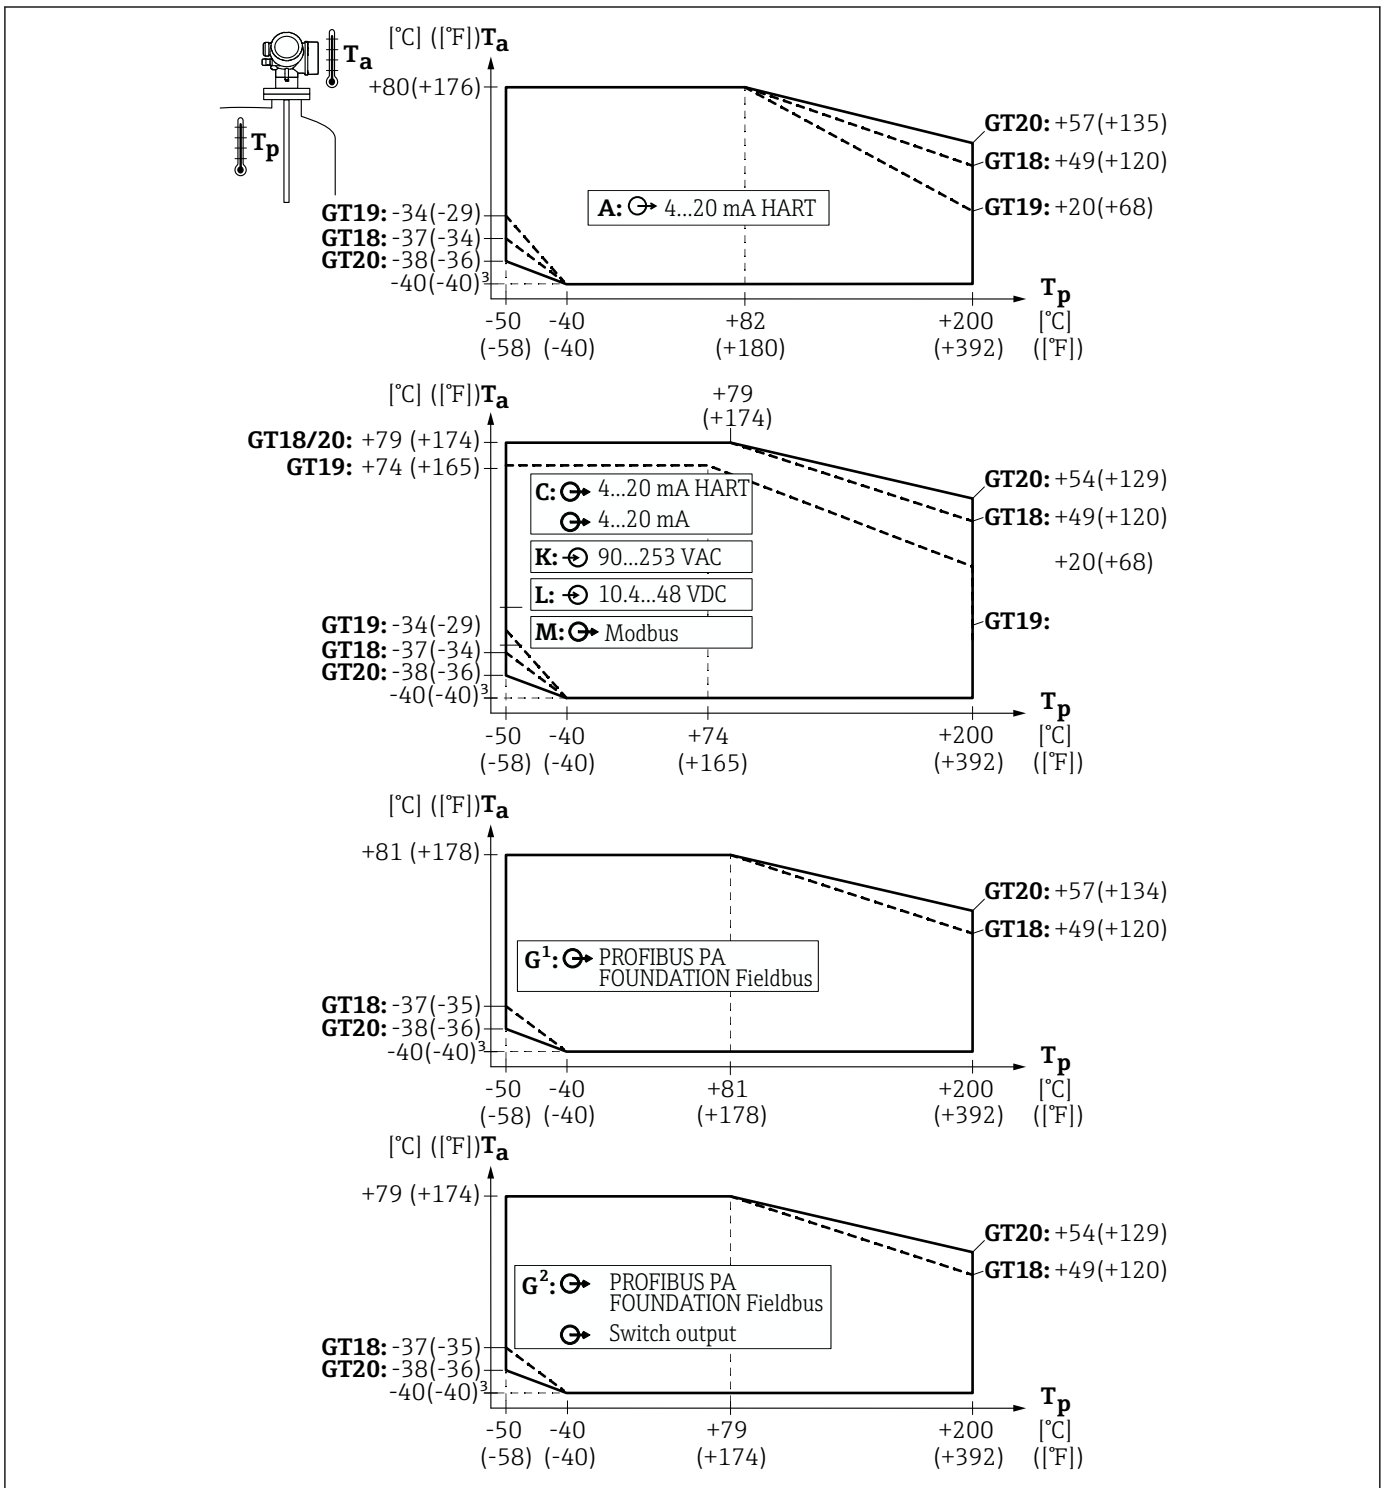 [°C] ([°F]) Ta
Ta
Tp
+80(+176)
GT20: +57(+135)
GT18: +49(+120)
A: 4...20 mA HART
GT19: +20(+68)
GT19: -34(-29)
GT18: -37(-34)
GT20: -38(-36)
-40(-40)³
Tp
-50 -40 +82 +200 [°C]
(-58) (-40) (+180) (+392) ([°F])
[°C] ([°F]) Ta
+79
(+174)
GT18/20: +79 (+174)
GT19: +74 (+165)
GT20: +54(+129)
C: 4...20 mA HART
GT18: +49(+120)
4...20 mA
K: 90...253 VAC
+20(+68)
L: 10.4...48 VDC
GT19:
M: Modbus
GT19: -34(-29)
GT18: -37(-34)
GT20: -38(-36)
-40(-40)³
Tp
-50 -40 +74 +200 [°C]
(-58) (-40) (+165) (+392) ([°F])
[°C] ([°F]) Ta
+81 (+178)
GT20: +57(+134)
GT18: +49(+120)
G¹: PROFIBUS PA
FOUNDATION Fieldbus
GT18: -37(-35)
GT20: -38(-36)
-40(-40)³
Tp
-50 -40 +81 +200 [°C]
(-58) (-40) (+178) (+392) ([°F])
[°C] ([°F]) Ta
+79 (+174)
GT20: +54(+129)
GT18: +49(+120)
G²: PROFIBUS PA
FOUNDATION Fieldbus
Switch output
GT18: -37(-35)
GT20: -38(-36)
-40(-40)³
Tp
-50 -40 +79 +200 [°C]
(-58) (-40) (+174) (+392) ([°F])